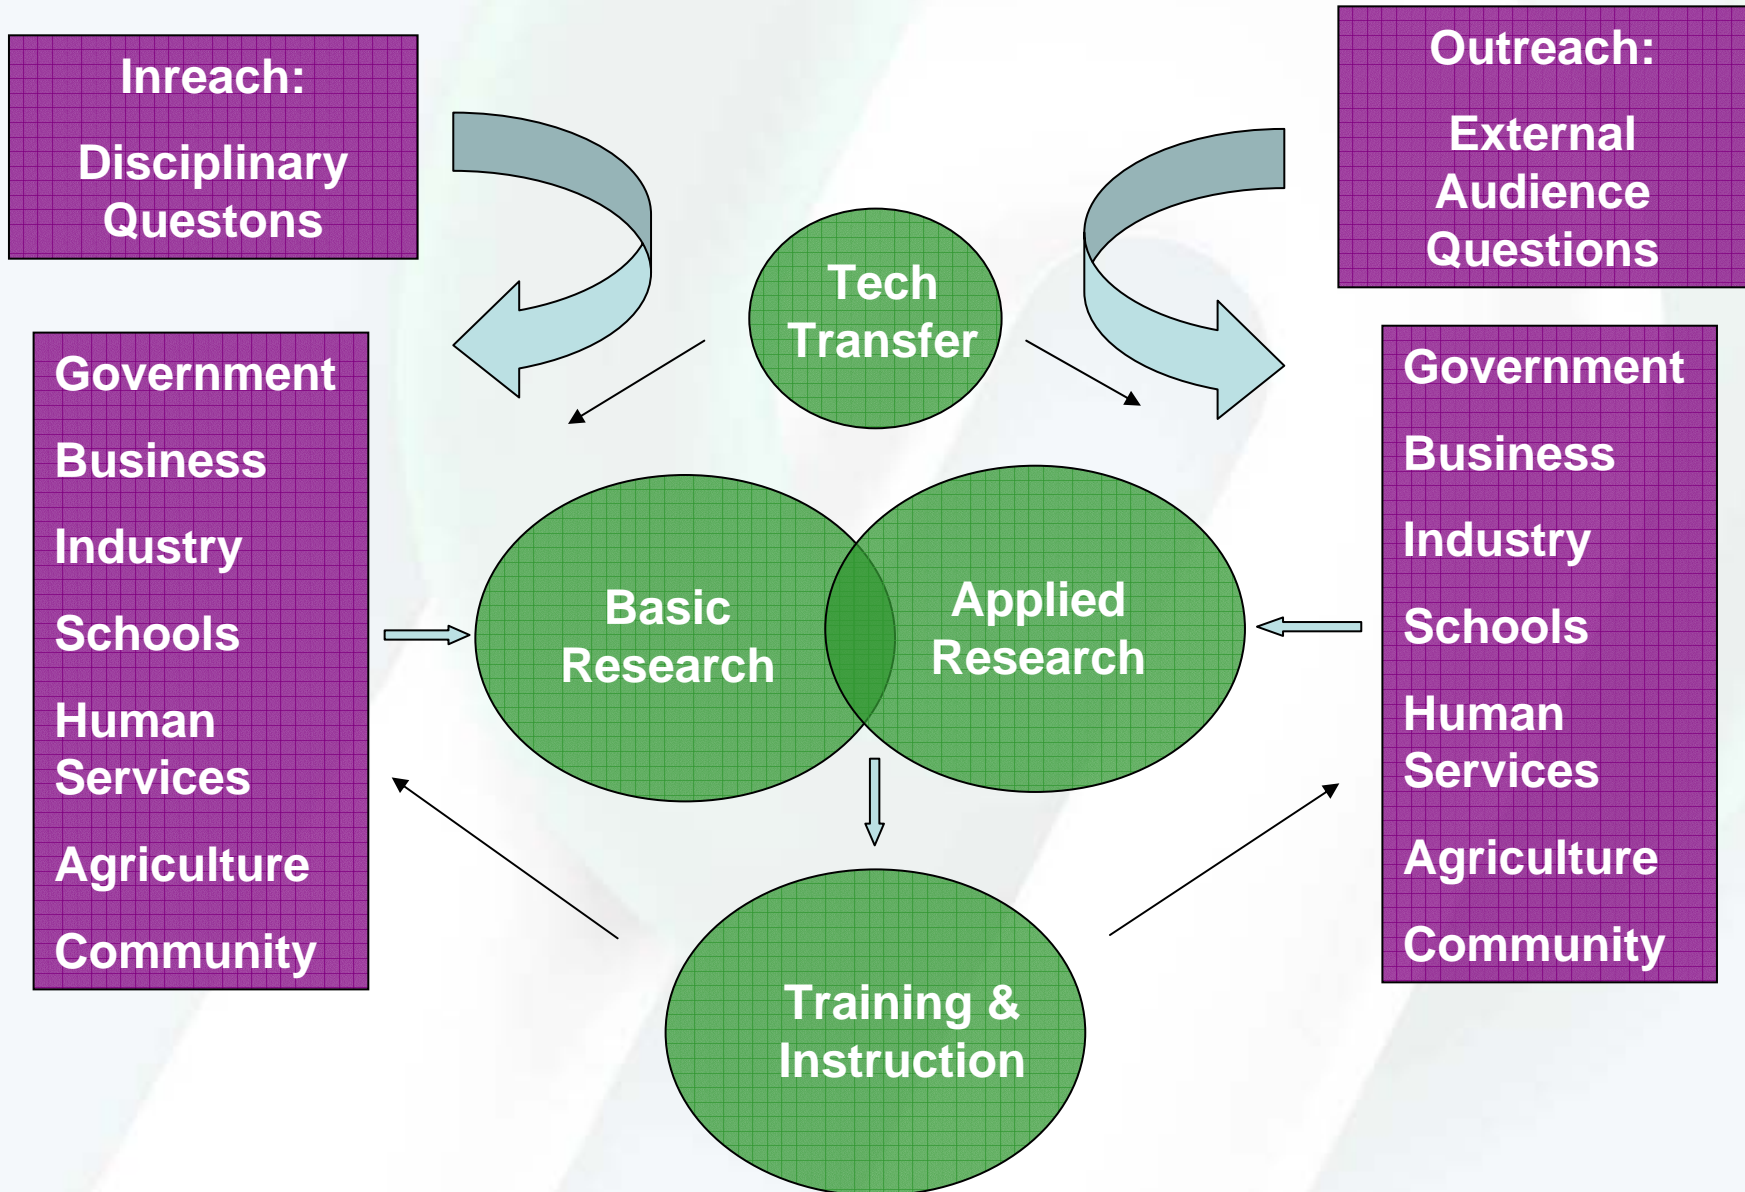 Inreach:
Disciplinary
Questons
Outreach:
External
Audience
Questions
Tech
Transfer
Government
Business
Industry
Schools
Human
Services
Agriculture
Community
Basic
Research
Applied
Research
Government
Business
Industry
Schools
Human
Services
Agriculture
Community
Training &
Instruction